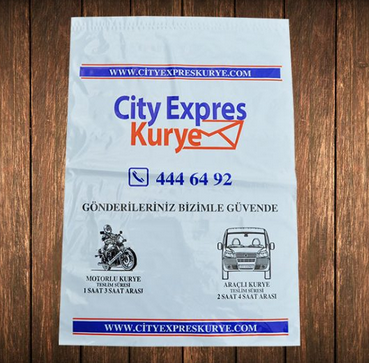 WWW.CITYEXPRESKURYE.COM
City Expres
Kurye
444 64 92
GÖNDERİLERİNİZ BİZİMLE GÜVENDE
MOTORLU KURYE
TESLİM SÜRESİ
1 SAAT 3 SAAT ARASI
ARAÇLI KURYE
TESLİM SÜRESİ
2 SAAT 4 SAAT ARASI
WWW.CITYEXPRESKURYE.COM